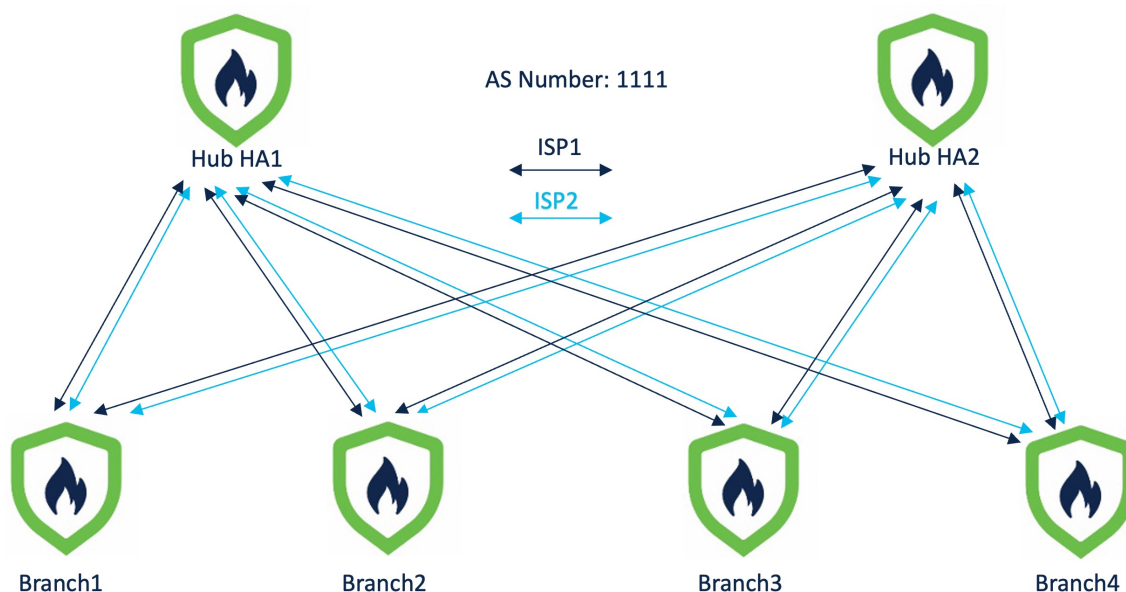 AS Number: 1111
Hub HA1
ISP1
Hub HA2
ISP2
Branch1
Branch2
Branch3
Branch4